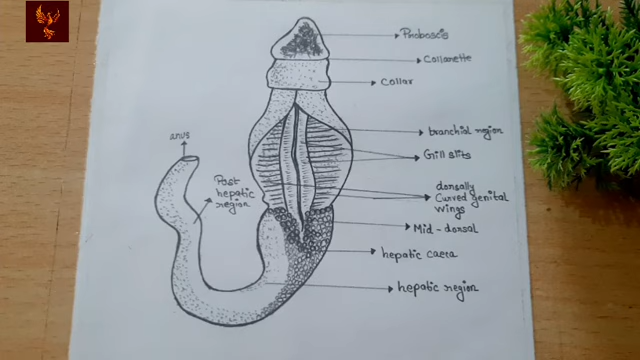 Phoboscis
Collarette
Collar
branchial region
Gill slits
dorsally
Curved genital
wings
Mid-dorsal
hepatic caeca
hepatic region
anus
Post
hepatic
region